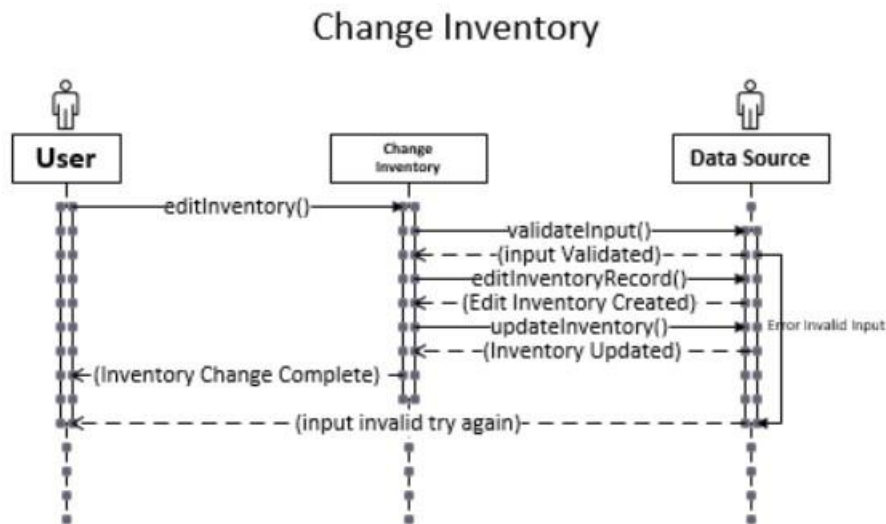 Change Inventory
User
Change
Inventory
Data Source
editInventory()
validateInput()
(input Validated)
editInventoryRecord()
(Edit Inventory Created)
updateInventory()
Error Invalid Input
(Inventory Updated)
(Inventory Change Complete)
(input invalid try again)